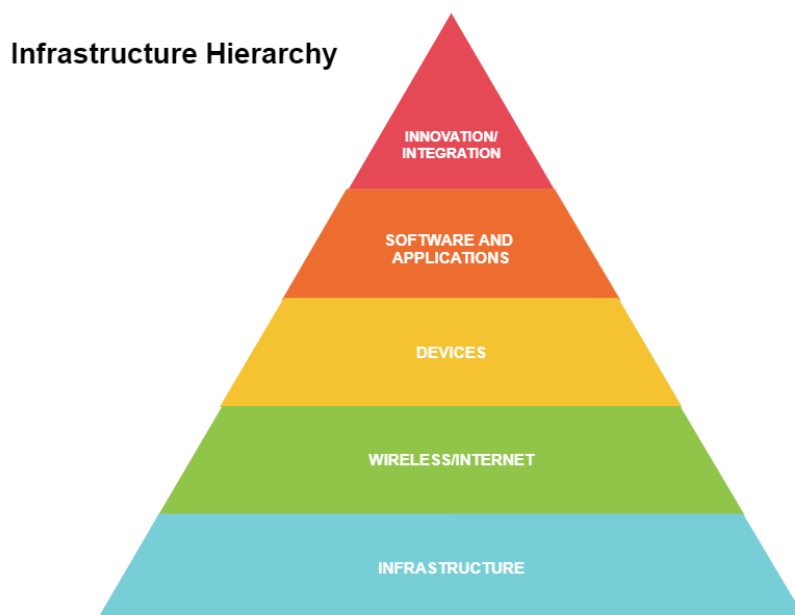 Infrastructure Hierarchy
INNOVATION/
INTEGRATION
SOFTWARE AND
APPLICATIONS
DEVICES
WIRELESS/INTERNET
INFRASTRUCTURE